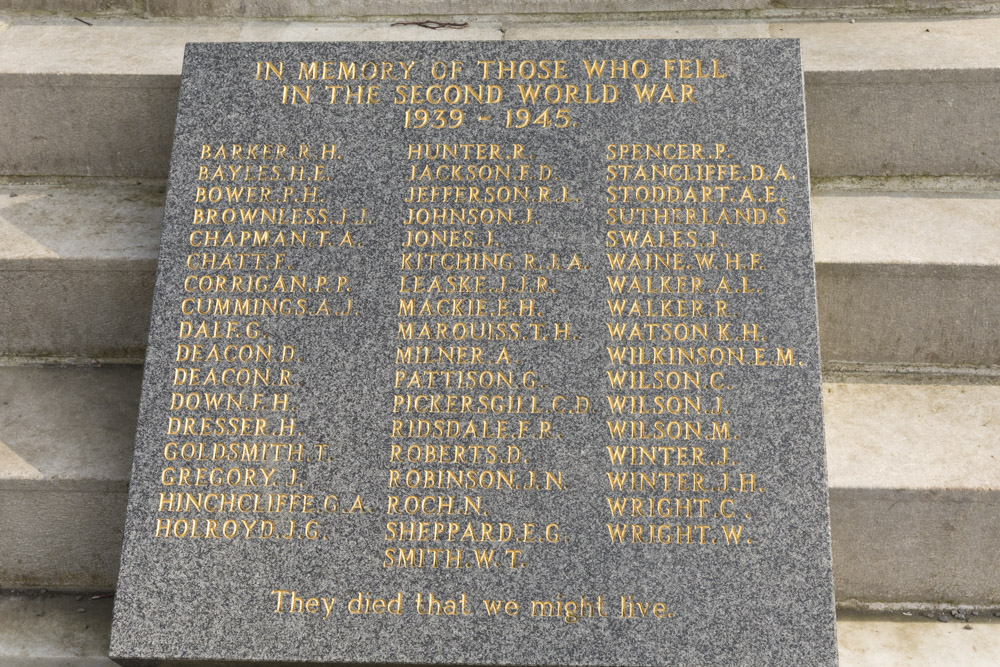 IN MEMORY OF THOSE WHO FELL
IN THE SECOND WORLD WAR
1939 - 1945.
BARKER.R.H.
BAYLES.H.E.
BOWER.P.H.
BROWNLESS.J.J.
CHAPMAN.T.A.
CHATT.F.
CORRIGAN.P.P.
CUMMINGS.A.J.
DALE.G.
DEACON.D.
DEACON.R.
DOWN.F.H.
DRESSER.H.
GOLDSMITH.T.
GREGORY.J.
HINCHCLIFFE.G.A.
HOLROYD.J.G.
HUNTER.R.
JACKSON.F.D.
JEFFERSON.R.L.
JOHNSON.J.
JONES.J.
KITCHING.R.J.A.
LEASKE.J.J.R.
MACKIE.E.H.
MARQUISS.T.H.
MILNER.A.
PATTISON.G.
PICKERSGILL.C.D.
RIDSDALE.F.R.
ROBERTS.D.
ROBINSON.J.N.
ROCH.N.
SHEPPARD.E.G.
SMITH.W.T.
SPENCER.P.
STANCLIFFE.D.A.
STODDART.A.E.
SUTHERLAND.S
SWALES.J.
WAINE.W.H.F.
WALKER.A.L.
WALKER.R.
WATSON.K.H.
WILKINSON.E.M.
WILSON.C.
WILSON.J.
WILSON.M.
WINTER.J.
WINTER.J.H.
WRIGHT.C.
WRIGHT.W.
They died that we might live.